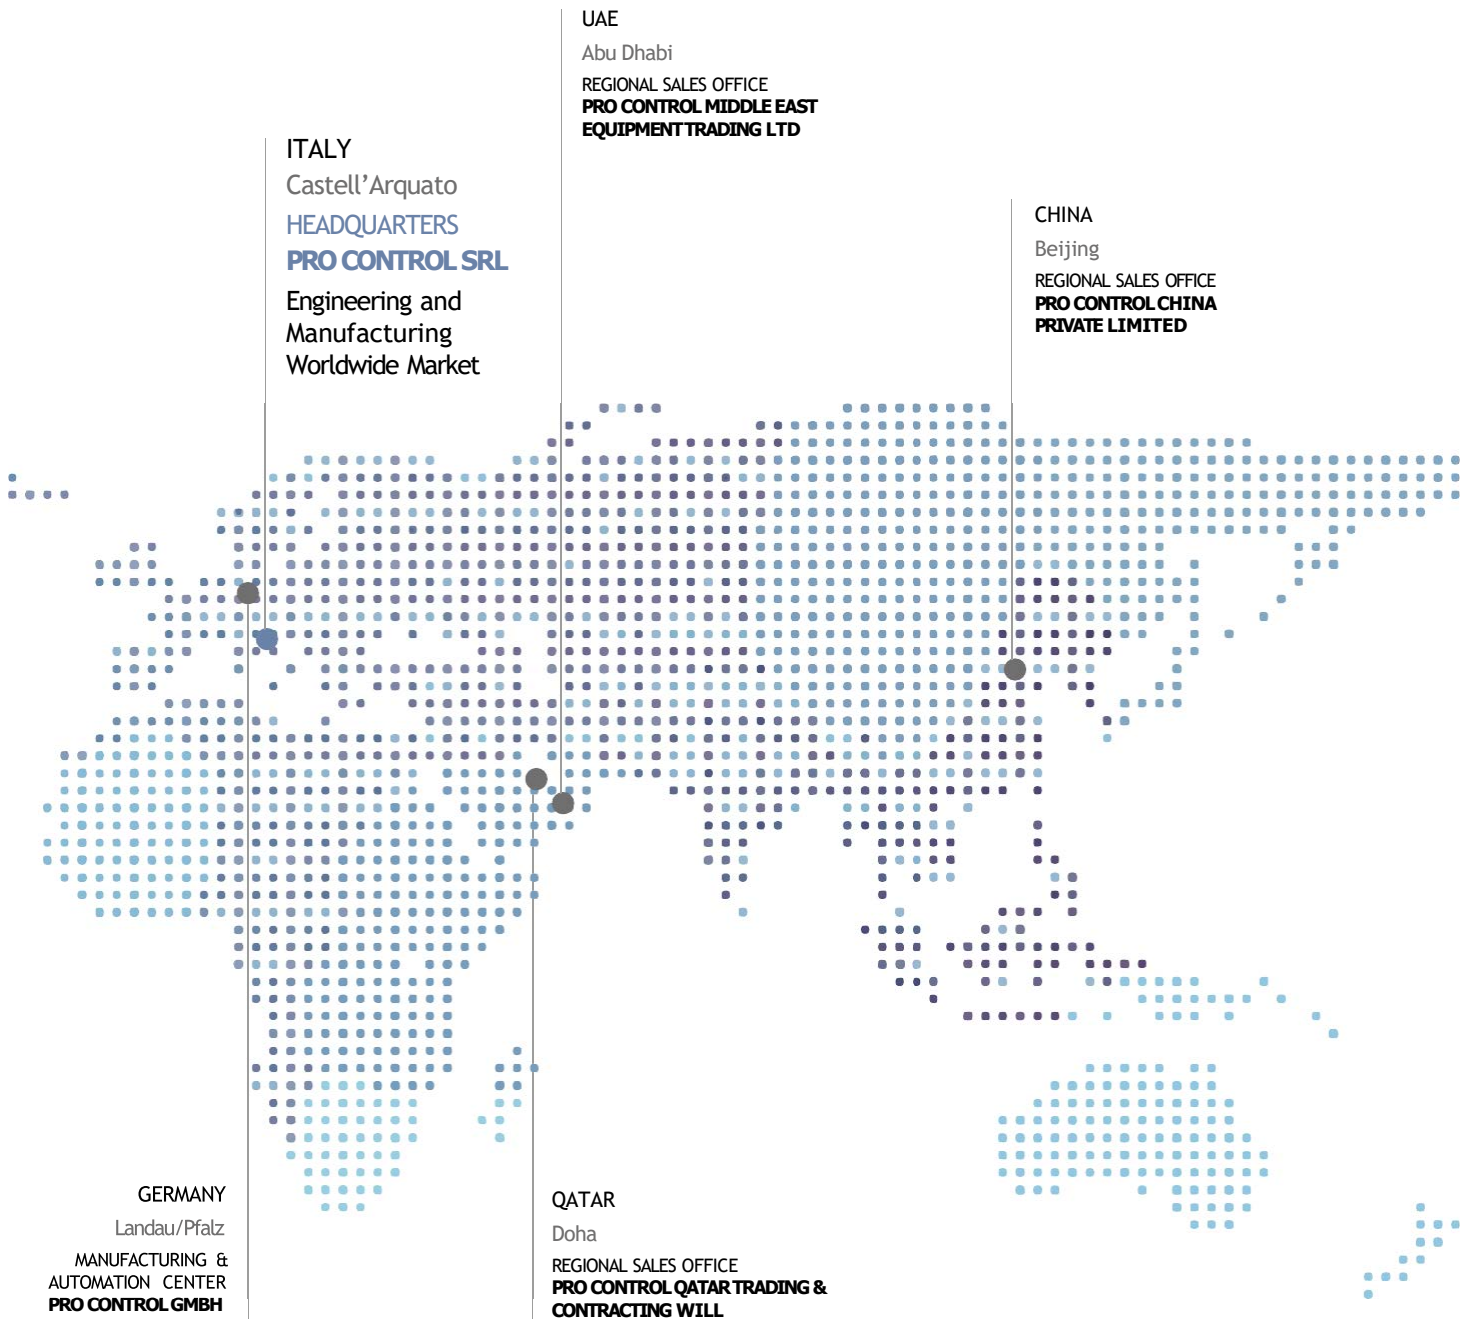 UAE
Abu Dhabi
REGIONAL SALES OFFICE
PRO CONTROL MIDDLE EAST
EQUIPMENT TRADING LTD
ITALY
Castell’Arquato
HEADQUARTERS
PRO CONTROL SRL
Engineering and
Manufacturing
Worldwide Market
CHINA
Beijing
REGIONAL SALES OFFICE
PRO CONTROL CHINA
PRIVATE LIMITED
GERMANY
Landau/Pfalz
MANUFACTURING &
AUTOMATION CENTER
PRO CONTROL GMBH
QATAR
Doha
REGIONAL SALES OFFICE
PRO CONTROL QATAR TRADING &
CONTRACTING WILL